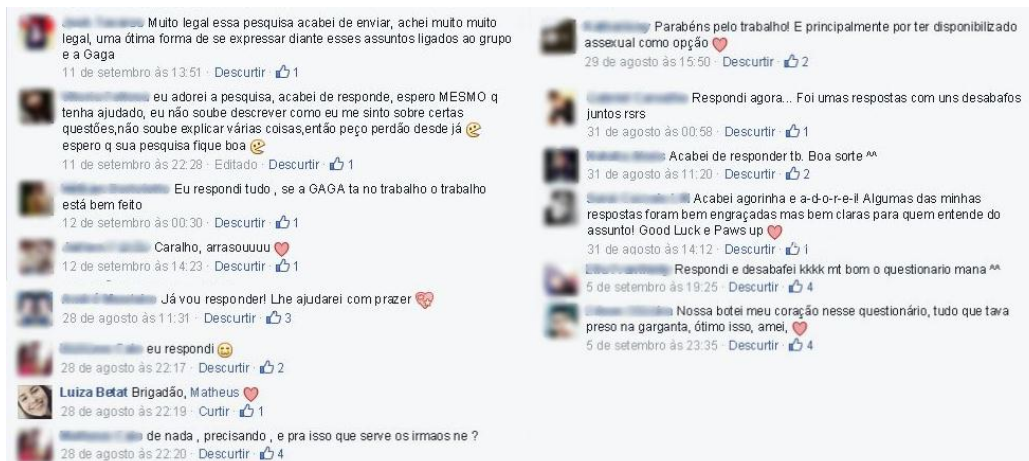 Muito legal essa pesquisa acabei de enviar, achei muito muito
legal, uma ótima forma de se expressar diante esses assuntos ligados ao grupo
e a Gaga
11 de setembro às 13:51 · Descurtir · 1
eu adorei a pesquisa, acabei de responde, espero MESMO q
tenha ajudado, eu não soube descrever como eu me sinto sobre certas
questões,não soube explicar várias coisas,então peço perdão desde já
espero q sua pesquisa fique boa
11 de setembro às 22:28 · Editado · Descurtir · 1
Eu respondi tudo , se a GAGA ta no trabalho o trabalho
está bem feito
12 de setembro às 00:30 · Descurtir · 1
Caralho, arrasouuuu
12 de setembro às 14:23 · Descurtir · 1
Já vou responder! Lhe ajudarei com prazer
28 de agosto às 11:31 · Descurtir · 3
eu respondi
28 de agosto às 22:17 · Descurtir · 2
Luiza Betat Brigadão, Matheus
28 de agosto às 22:19 · Curtir · 1
de nada , precisando , e pra isso que serve os irmaos ne ?
28 de agosto às 22:20 · Descurtir · 4
Parabéns pelo trabalho! E principalmente por ter disponibilizado
assexual como opção
29 de agosto às 15:50 · Descurtir · 2
Respondi agora... Foi umas respostas com uns desabafos
juntos rsrs
31 de agosto às 00:58 · Descurtir · 1
Acabei de responder tb. Boa sorte ^^
31 de agosto às 11:20 · Descurtir · 2
Acabei agorinha e a-d-o-r-e-i! Algumas das minhas
respostas foram bem engraçadas mas bem claras para quem entende do
assunto! Good Luck e Paws up
31 de agosto às 14:12 · Descurtir · 1
Respondi e desabafei kkkk mt bom o questionario mana ^^
5 de setembro às 19:25 · Descurtir · 4
Nossa botei meu coração nesse questionário, tudo que tava
preso na garganta, ótimo isso, amei,
5 de setembro às 23:35 · Descurtir · 4